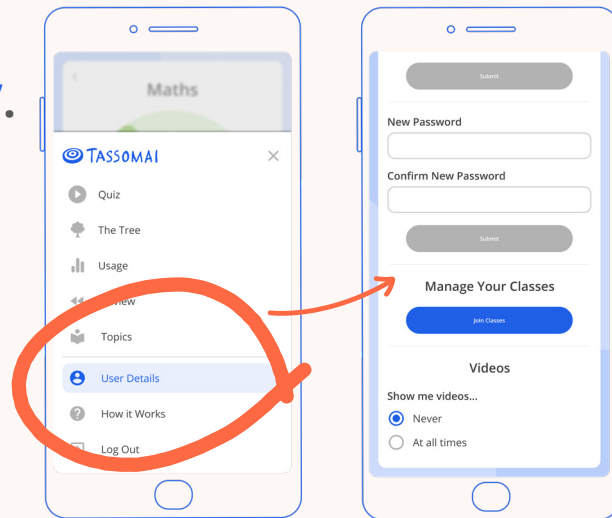 Maths
TASSOMAI
Quiz
The Tree
Usage
Topics
User Details
How it Works
Log Out
Submit
New Password
Confirm New Password
Submit
Manage Your Classes
Join Classes
Videos
Show me videos...
Never
At all times